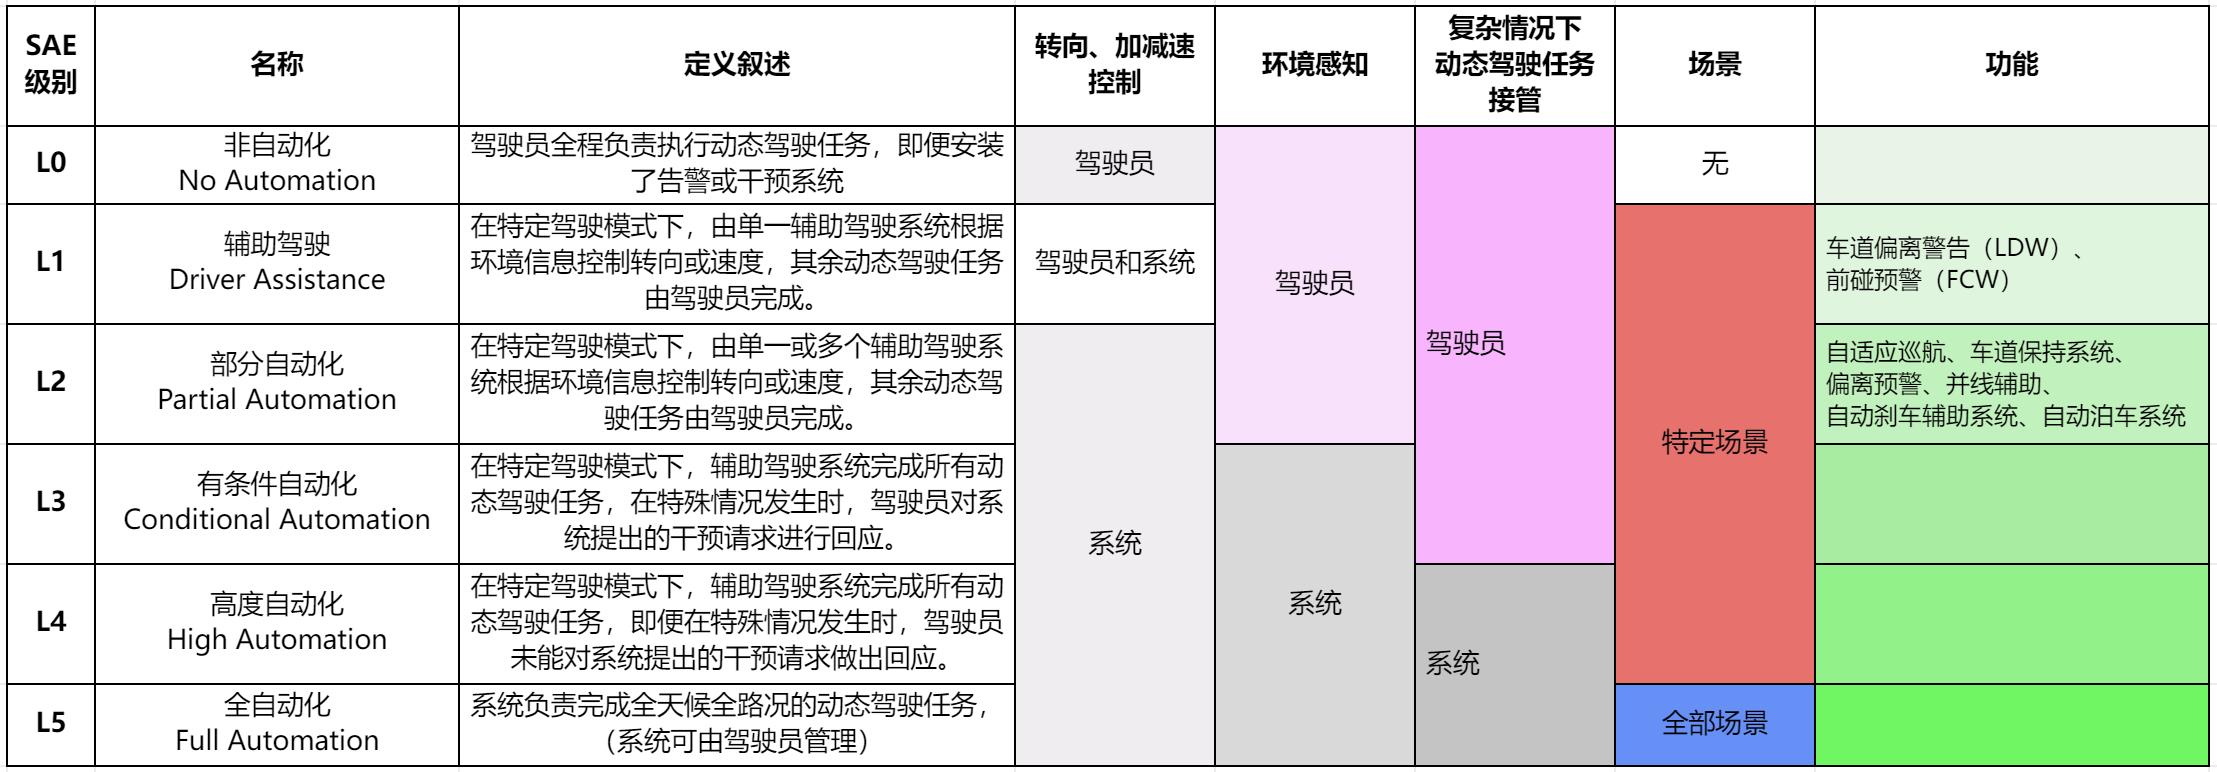 SAE
级别
名称
定义叙述
转向、加减速
控制
环境感知
复杂情况下
动态驾驶任务
接管
场景
功能
L0
非自动化
No Automation
驾驶员全程负责执行动态驾驶任务，即便安装
了告警或干预系统
驾驶员
驾驶员
驾驶员
无
L1
辅助驾驶
Driver Assistance
在特定驾驶模式下，由单一辅助驾驶系统根据
环境信息控制转向或速度，其余动态驾驶任务
由驾驶员完成。
驾驶员和系统
特定场景
车道偏离警告（LDW）、
前碰预警（FCW）
L2
部分自动化
Partial Automation
在特定驾驶模式下，由单一或多个辅助驾驶系
统根据环境信息控制转向或速度，其余动态驾
驶任务由驾驶员完成。
系统
自适应巡航、车道保持系统、
偏离预警、并线辅助、
自动刹车辅助系统、自动泊车系统
L3
有条件自动化
Conditional Automation
在特定驾驶模式下，辅助驾驶系统完成所有动
态驾驶任务，在特殊情况发生时，驾驶员对系
统提出的干预请求进行回应。
系统
L4
高度自动化
High Automation
在特定驾驶模式下，辅助驾驶系统完成所有动
态驾驶任务，即便在特殊情况发生时，驾驶员
未能对系统提出的干预请求做出回应。
系统
L5
全自动化
Full Automation
系统负责完成全天候全路况的动态驾驶任务，
（系统可由驾驶员管理）
全部场景